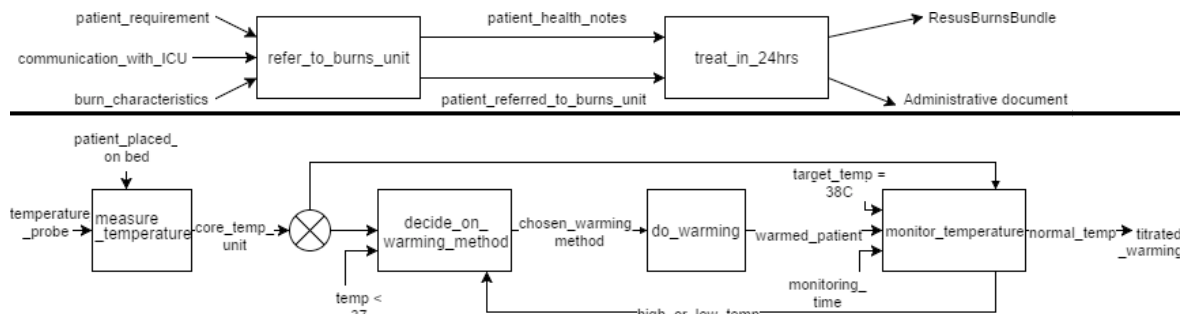 patient_requirement
communication_with_ICU
burn_characteristics
refer_to_burns_unit
patient_health_notes
patient_referred_to_burns_unit
treat_in_24hrs
ResusBurnsBundle
Administrative document
patient_placed_
on bed
temperature
_probe
measure
_temperature
core_temp_
unit
temp <
37
decide_on_
warming_method
chosen_warming
method
do_warming
warmed_patient
target_temp =
38C
monitoring_
time
monitor_temperature
normal_temp
titrated
_warming
high_or_low_temp